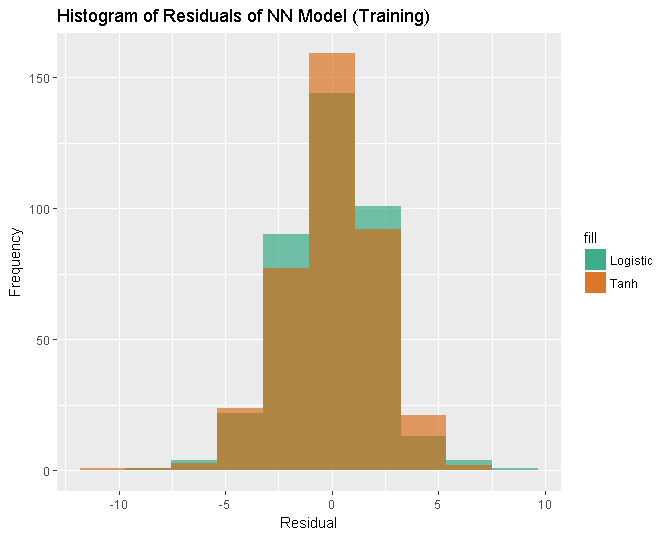 Histogram of Residuals of NN Model (Training)
150
100
50
0
Frequency
-10
-5
0
5
10
Residual
fill
Logistic
Tanh